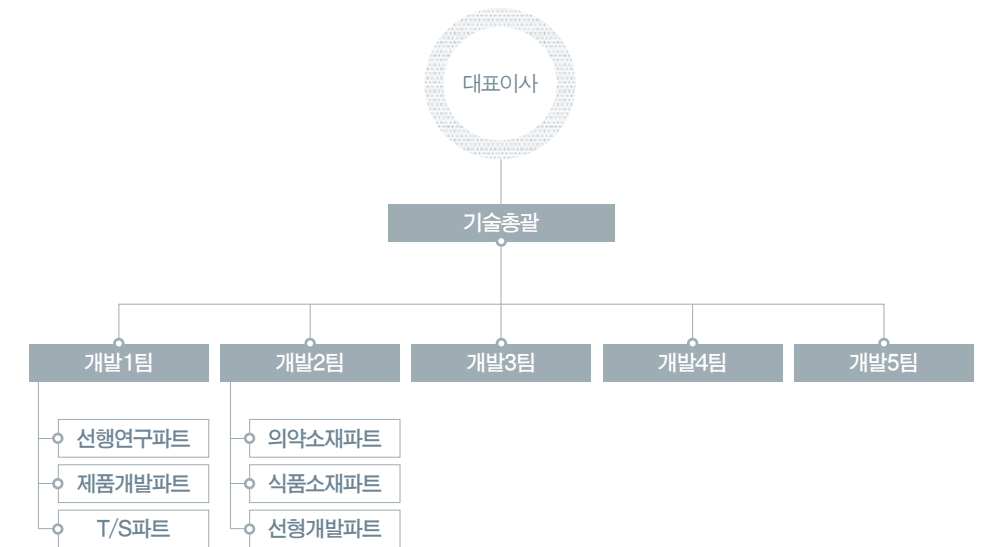 대표이사
기술총괄
개발1팀
개발2팀
개발3팀
개발4팀
개발5팀
선행연구파트
제품개발파트
T/S파트
의약소재파트
식품소재파트
선형개발파트